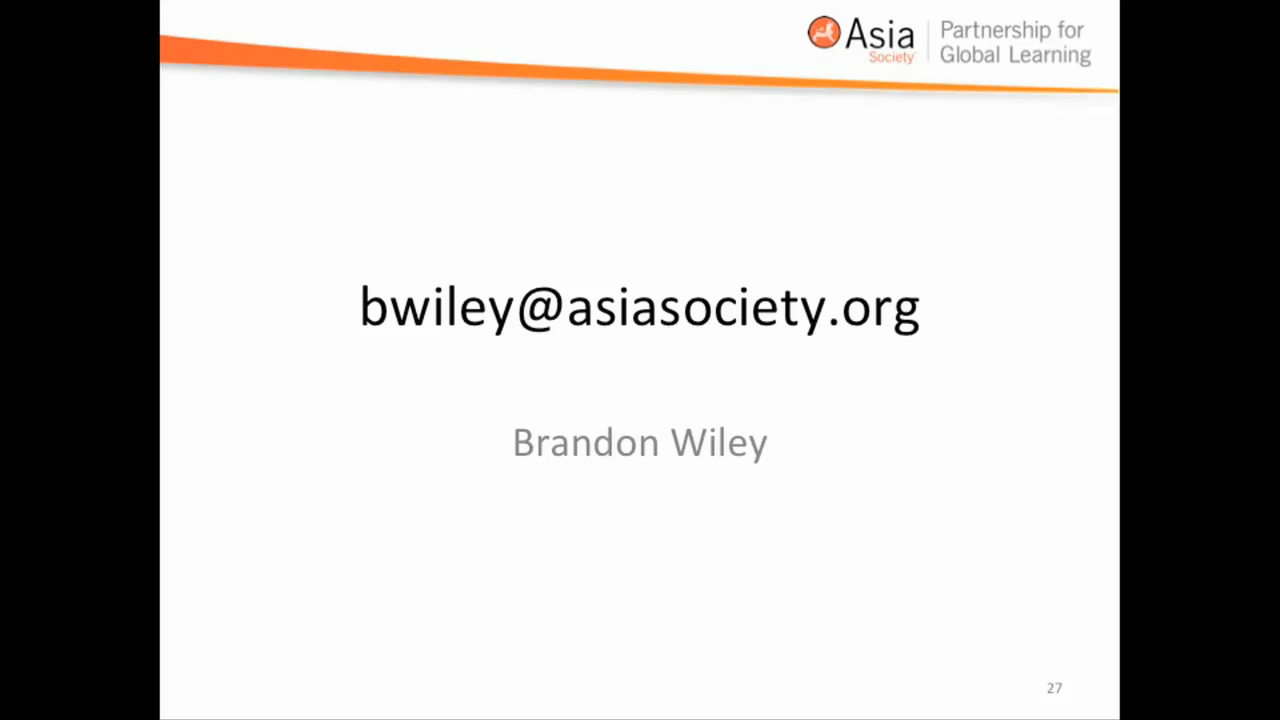 Asia
Society
Partnership for
Global Learning
bwiley@asiasociety.org
Brandon Wiley
27